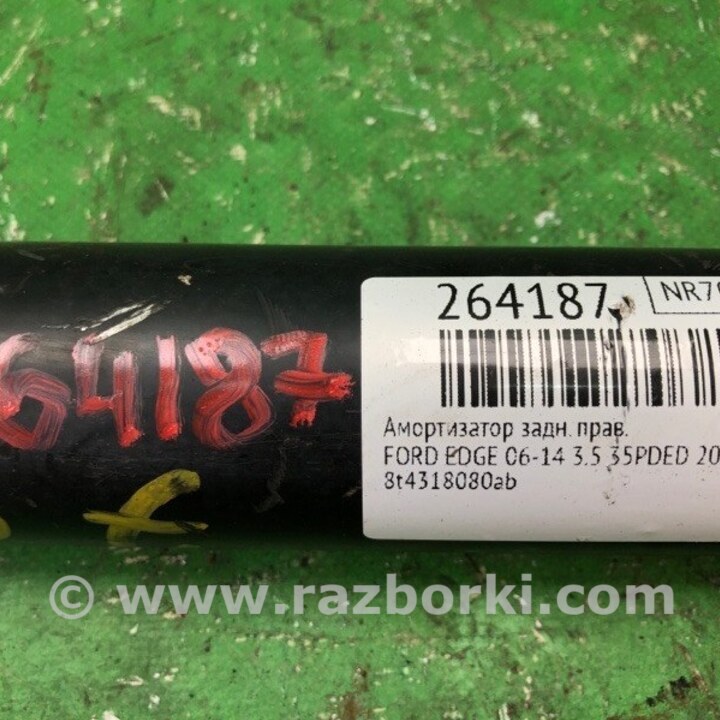 264187
NR7
64187
Амортизатор задн. прав.
FORD EDGE 06-14 3.5 35PDED 20
8t4318080ab
© www.razborki.com